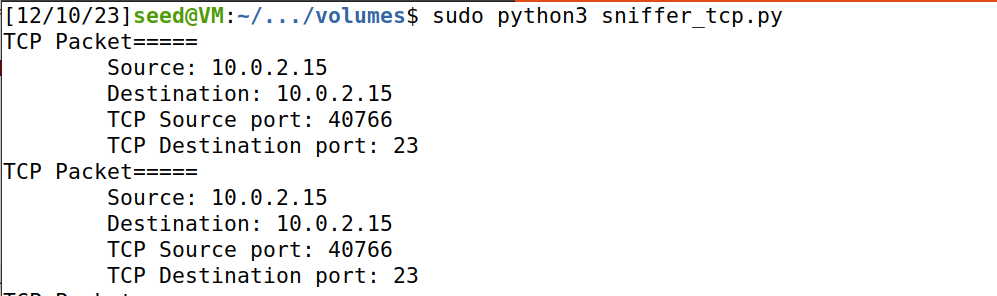 [12/10/23]seed@VM:~/.../volumes$ sudo python3 sniffer_tcp.py
TCP Packet=====
        Source: 10.0.2.15
        Destination: 10.0.2.15
        TCP Source port: 40766
        TCP Destination port: 23
TCP Packet=====
        Source: 10.0.2.15
        Destination: 10.0.2.15
        TCP Source port: 40766
        TCP Destination port: 23